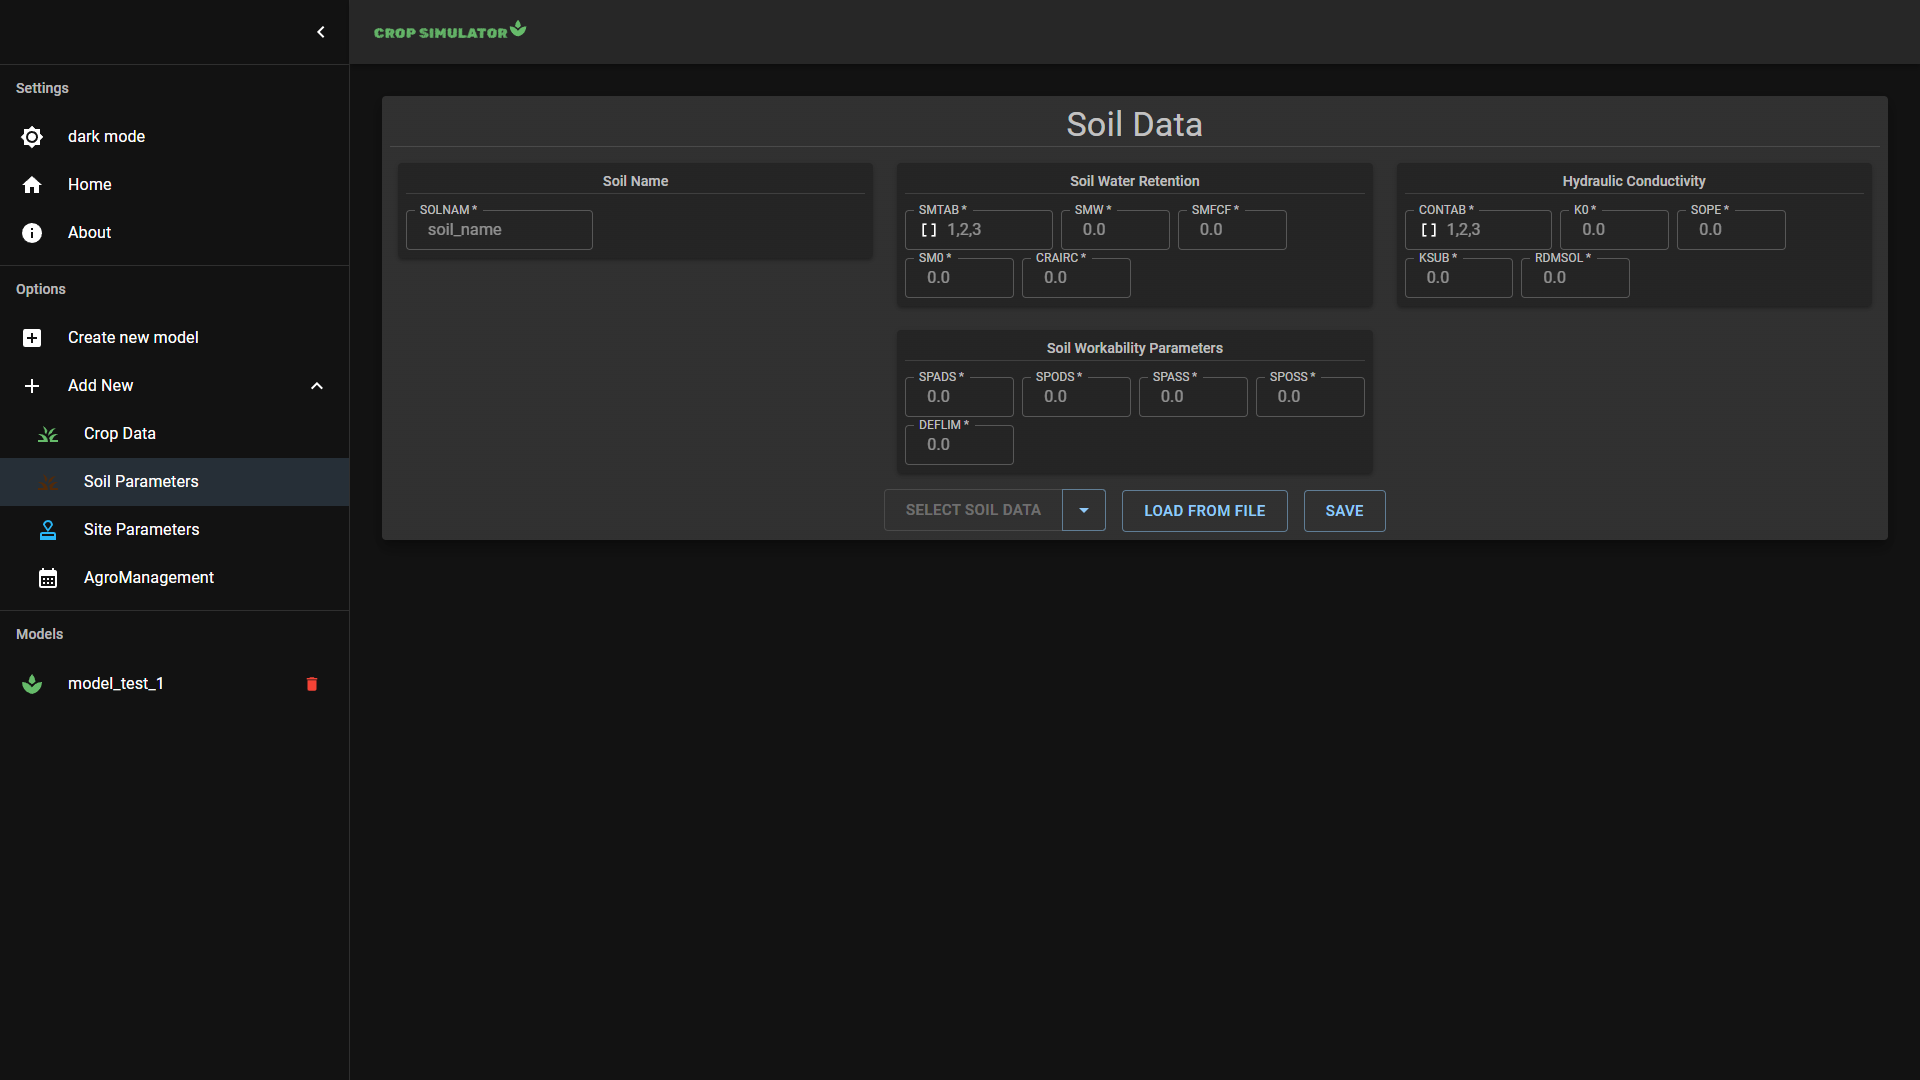 CROP SIMULATOR
Settings
dark mode
Home
About
Options
Create new model
Add New
Crop Data
Soil Parameters
Site Parameters
AgroManagement
Models
model_test_1
Soil Data
Soil Name
SOLNAM *
soil_name
Soil Water Retention
SMTAB * SMW * SMFCF *
[ ] 1,2,3 0.0 0.0
SM0 * CRAIRC *
0.0 0.0
Hydraulic Conductivity
CONTAB * K0 * SOPE *
[ ] 1,2,3 0.0 0.0
KSUB * RDMSOL *
0.0 0.0
Soil Workability Parameters
SPADS * SPODS * SPASS * SPOSS *
0.0 0.0 0.0 0.0
DEFLIM *
0.0
SELECT SOIL DATA LOAD FROM FILE SAVE